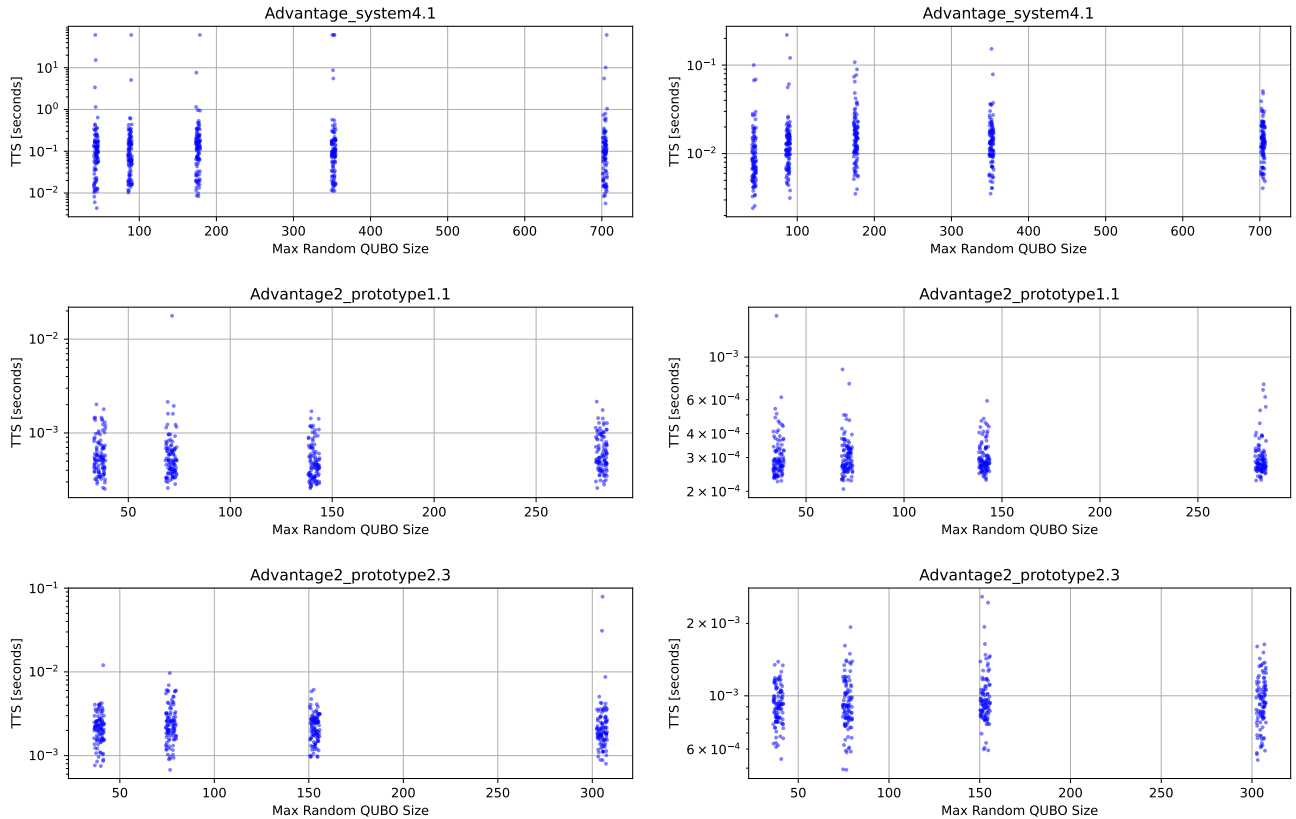 Advantage_system4.1
TTS [seconds]
10¹
10⁰
10⁻¹
10⁻²
100 200 300 400 500 600 700
Max Random QUBO Size
Advantage_system4.1
TTS [seconds]
10⁻¹
10⁻²
100 200 300 400 500 600 700
Max Random QUBO Size
Advantage2_prototype1.1
TTS [seconds]
10⁻²
10⁻³
50 100 150 200 250
Max Random QUBO Size
Advantage2_prototype1.1
TTS [seconds]
10⁻³
6 × 10⁻⁴
4 × 10⁻⁴
3 × 10⁻⁴
2 × 10⁻⁴
50 100 150 200 250
Max Random QUBO Size
Advantage2_prototype2.3
TTS [seconds]
10⁻¹
10⁻²
10⁻³
50 100 150 200 250 300
Max Random QUBO Size
Advantage2_prototype2.3
TTS [seconds]
2 × 10⁻³
10⁻³
6 × 10⁻⁴
50 100 150 200 250 300
Max Random QUBO Size